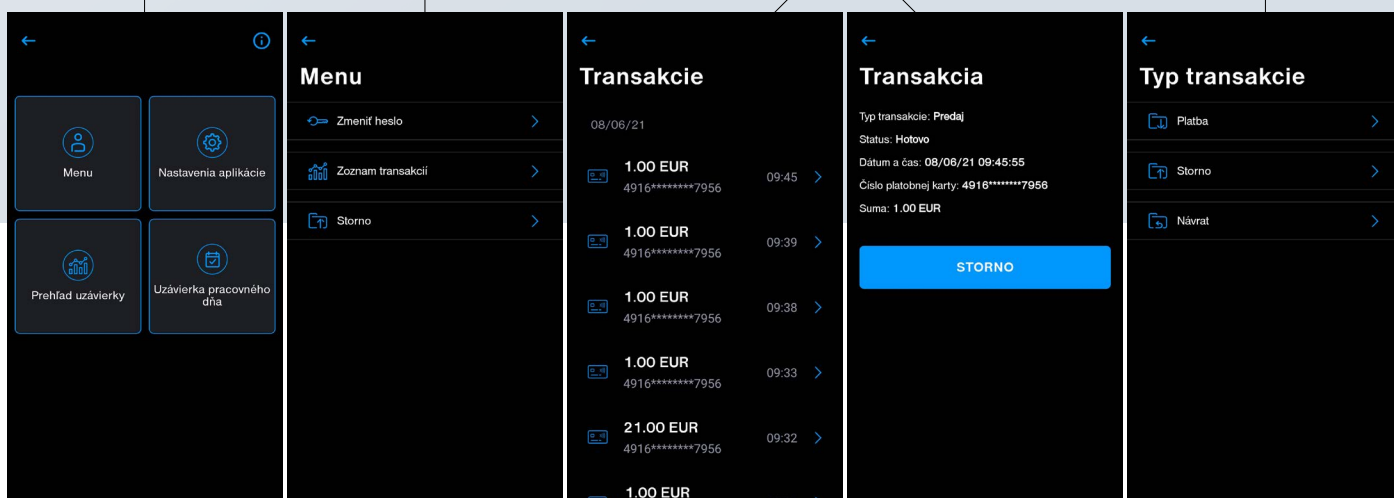 Menu
Nastavenia aplikácie
Prehľad uzávierky
Uzávierka pracovného
dňa
Menu
Zmeniť heslo
Zoznam transakcií
Storno
Transakcie
08/06/21
1.00 EUR
4916********7956
09:45
1.00 EUR
4916********7956
09:39
1.00 EUR
4916********7956
09:38
1.00 EUR
4916********7956
09:33
21.00 EUR
4916********7956
09:32
1.00 EUR
Transakcia
Typ transakcie: Predaj
Status: Hotovo
Dátum a čas: 08/06/21 09:45:55
Číslo platobnej karty: 4916********7956
Suma: 1.00 EUR
STORNO
Typ transakcie
Platba
Storno
Návrat